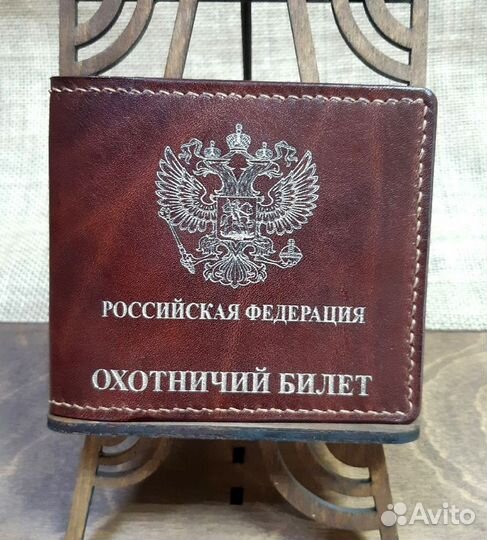 РОССИЙСКАЯ ФЕДЕРАЦИЯ
ОХОТНИЧИЙ БИЛЕТ
Avito